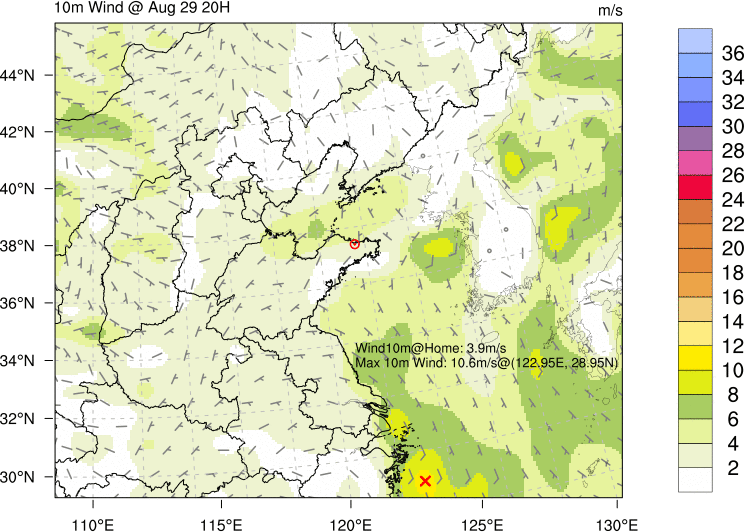 10m Wind @ Aug 29 20H
m/s
44°N
42°N
40°N
38°N
36°N
34°N
32°N
30°N
Wind10m@Home: 3.9m/s
Max 10m Wind: 10.6m/s@(122.95E, 28.95N)
110°E 115°E 120°E 125°E 130°E
36
34
32
30
28
26
24
22
20
18
16
14
12
10
8
6
4
2